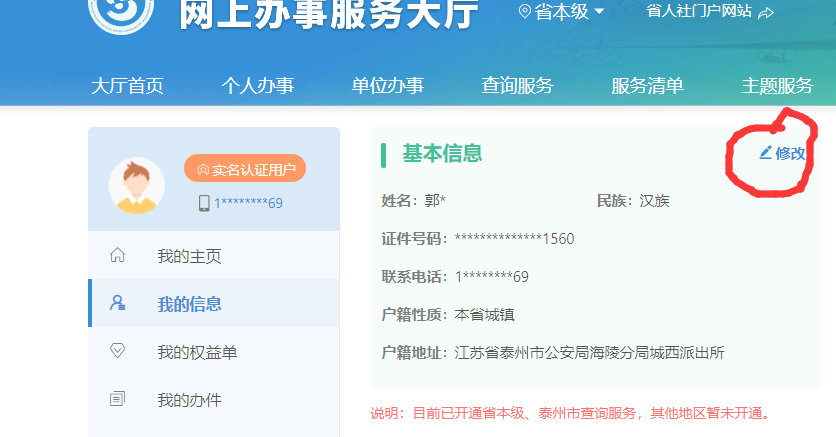 网上办事服务大厅
省本级
省人社门户网站
大厅首页 个人办事 单位办事 查询服务 服务清单 主题服务
实名认证用户
1********69
我的主页
我的信息
我的权益单
我的办件
基本信息
修改
姓名：郭* 民族：汉族
证件号码：**************1560
联系电话：1********69
户籍性质：本省城镇
户籍地址：江苏省泰州市公安局海陵分局城西派出所
说明：目前已开通省本级、泰州市查询服务，其他地区暂未开通。